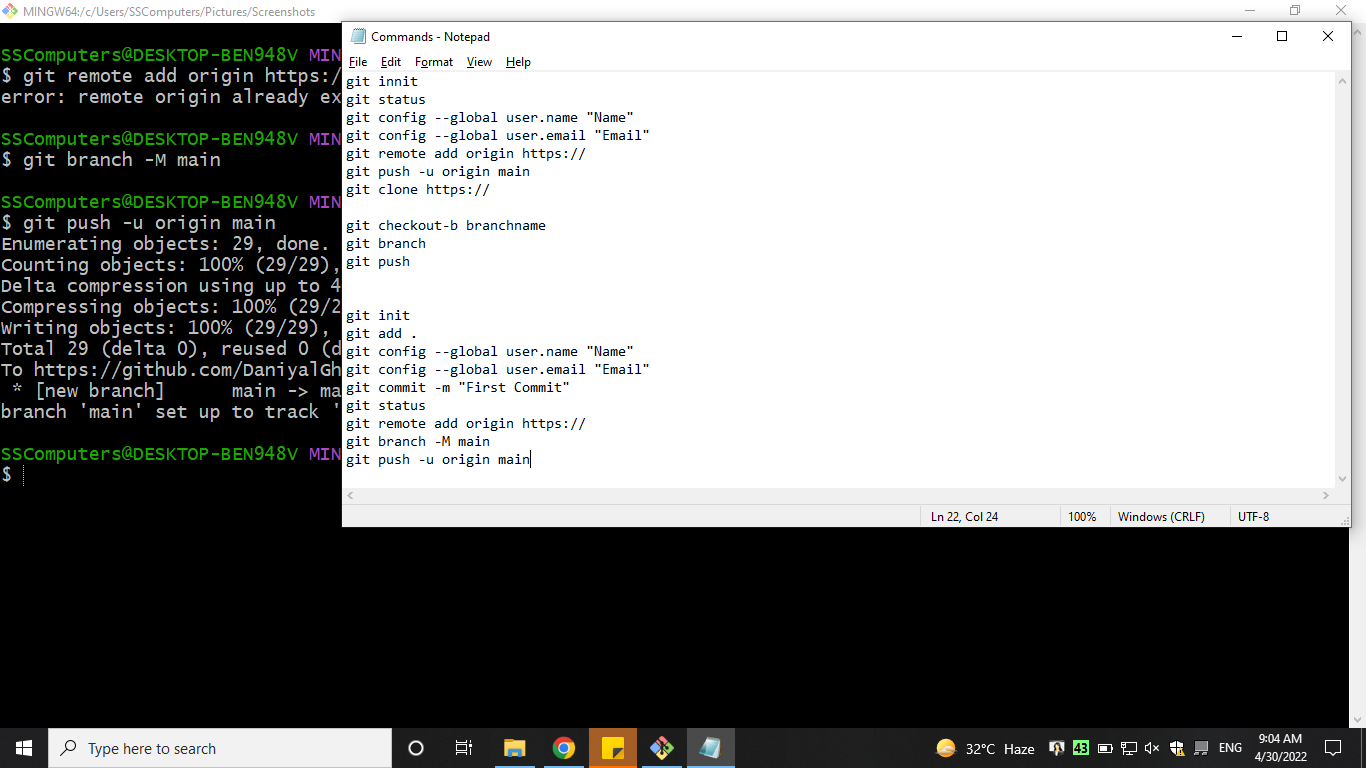 MINGW64:/c/Users/SSComputers/Pictures/Screenshots
SSComputers@DESKTOP-BEN948V MIN
$ git remote add origin https:/
error: remote origin already ex
SSComputers@DESKTOP-BEN948V MIN
$ git branch -M main
SSComputers@DESKTOP-BEN948V MIN
$ git push -u origin main
Enumerating objects: 29, done.
Counting objects: 100% (29/29),
Delta compression using up to 4
Compressing objects: 100% (29/2
Writing objects: 100% (29/29),
Total 29 (delta 0), reused 0 (d
To https://github.com/DaniyalGh
* [new branch] main -> ma
branch 'main' set up to track '
SSComputers@DESKTOP-BEN948V MIN
$
Commands - Notepad
File Edit Format View Help
git innit
git status
git config --global user.name "Name"
git config --global user.email "Email"
git remote add origin https://
git push -u origin main
git clone https://
git checkout-b branchname
git branch
git push
git init
git add .
git config --global user.name "Name"
git config --global user.email "Email"
git commit -m "First Commit"
git status
git remote add origin https://
git branch -M main
git push -u origin main
Ln 22, Col 24 100% Windows (CRLF) UTF-8
Type here to search
32°C Haze 43 ENG
9:04 AM
4/30/2022